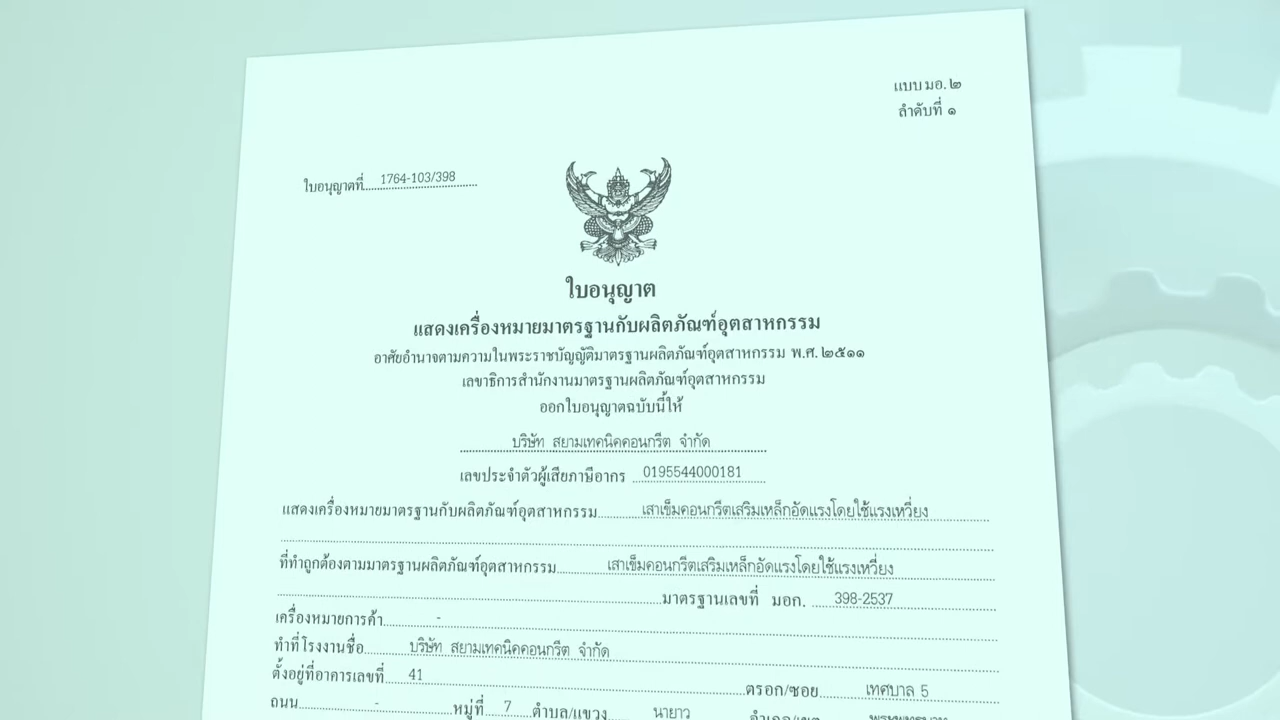 แบบ มอ. ๒
ลำดับที่ ๑
ใบอนุญาตที่ 1764-103/398
ใบอนุญาต
แสดงเครื่องหมายมาตรฐานกับผลิตภัณฑ์อุตสาหกรรม
อาศัยอำนาจตามความในพระราชบัญญัติมาตรฐานผลิตภัณฑ์อุตสาหกรรม พ.ศ. ๒๕๑๑
เลขาธิการสำนักงานมาตรฐานผลิตภัณฑ์อุตสาหกรรม
ออกใบอนุญาตฉบับนี้ให้
บริษัท สยามเทคนิคคอนกรีต จำกัด
เลขประจำตัวผู้เสียภาษีอากร 0195544000181
แสดงเครื่องหมายมาตรฐานกับผลิตภัณฑ์อุตสาหกรรม เสาเข็มคอนกรีตเสริมเหล็กอัดแรงโดยใช้แรงเหวี่ยง
ที่ทำถูกต้องตามมาตรฐานผลิตภัณฑ์อุตสาหกรรม เสาเข็มคอนกรีตเสริมเหล็กอัดแรงโดยใช้แรงเหวี่ยง
มาตรฐานเลขที่ มอก. 398-2537
เครื่องหมายการค้า -
ทำที่โรงงานชื่อ บริษัท สยามเทคนิคคอนกรีต จำกัด
ตั้งอยู่ที่อาคารเลขที่ 41 ตรอก/ซอย เทศบาล 5
ถนน - หมู่ที่ 7 ตำบล/แขวง นายาว